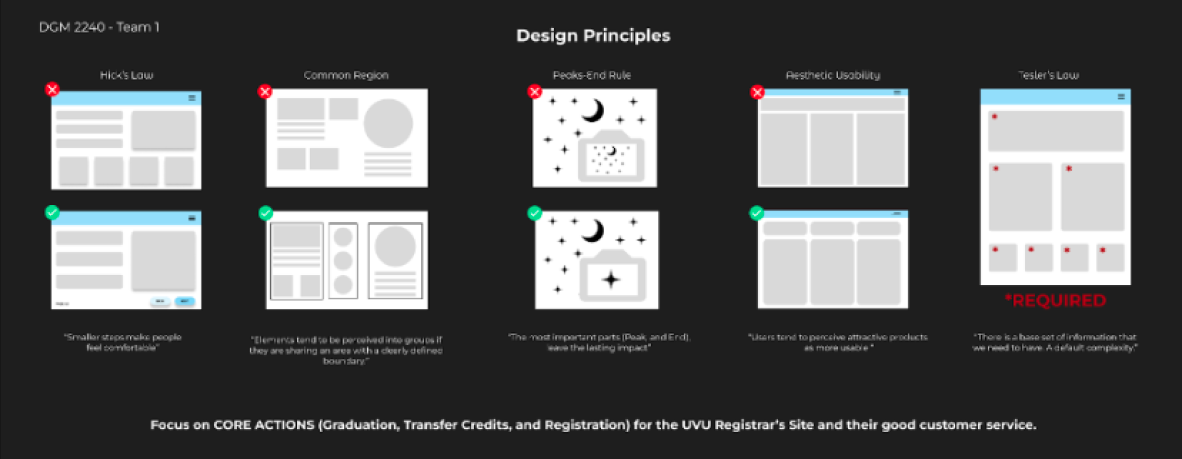 DGM 2240 - Team 1
Design Principles
Hick's Law
Common Region
Peaks-End Rule
Aesthetic Usability
Tesler's Law
*REQUIRED
"Smaller steps make people
feel comfortable"
"Elements tend to be perceived into groups if
they are sharing an area with a clearly defined
boundary."
"The most important parts (Peak, and End),
leave the lasting impact"
"Users tend to perceive attractive products
as more usable "
"There is a base set of information that
we need to have. A default complexity."
Focus on CORE ACTIONS (Graduation, Transfer Credits, and Registration) for the UVU Registrar's Site and their good customer service.